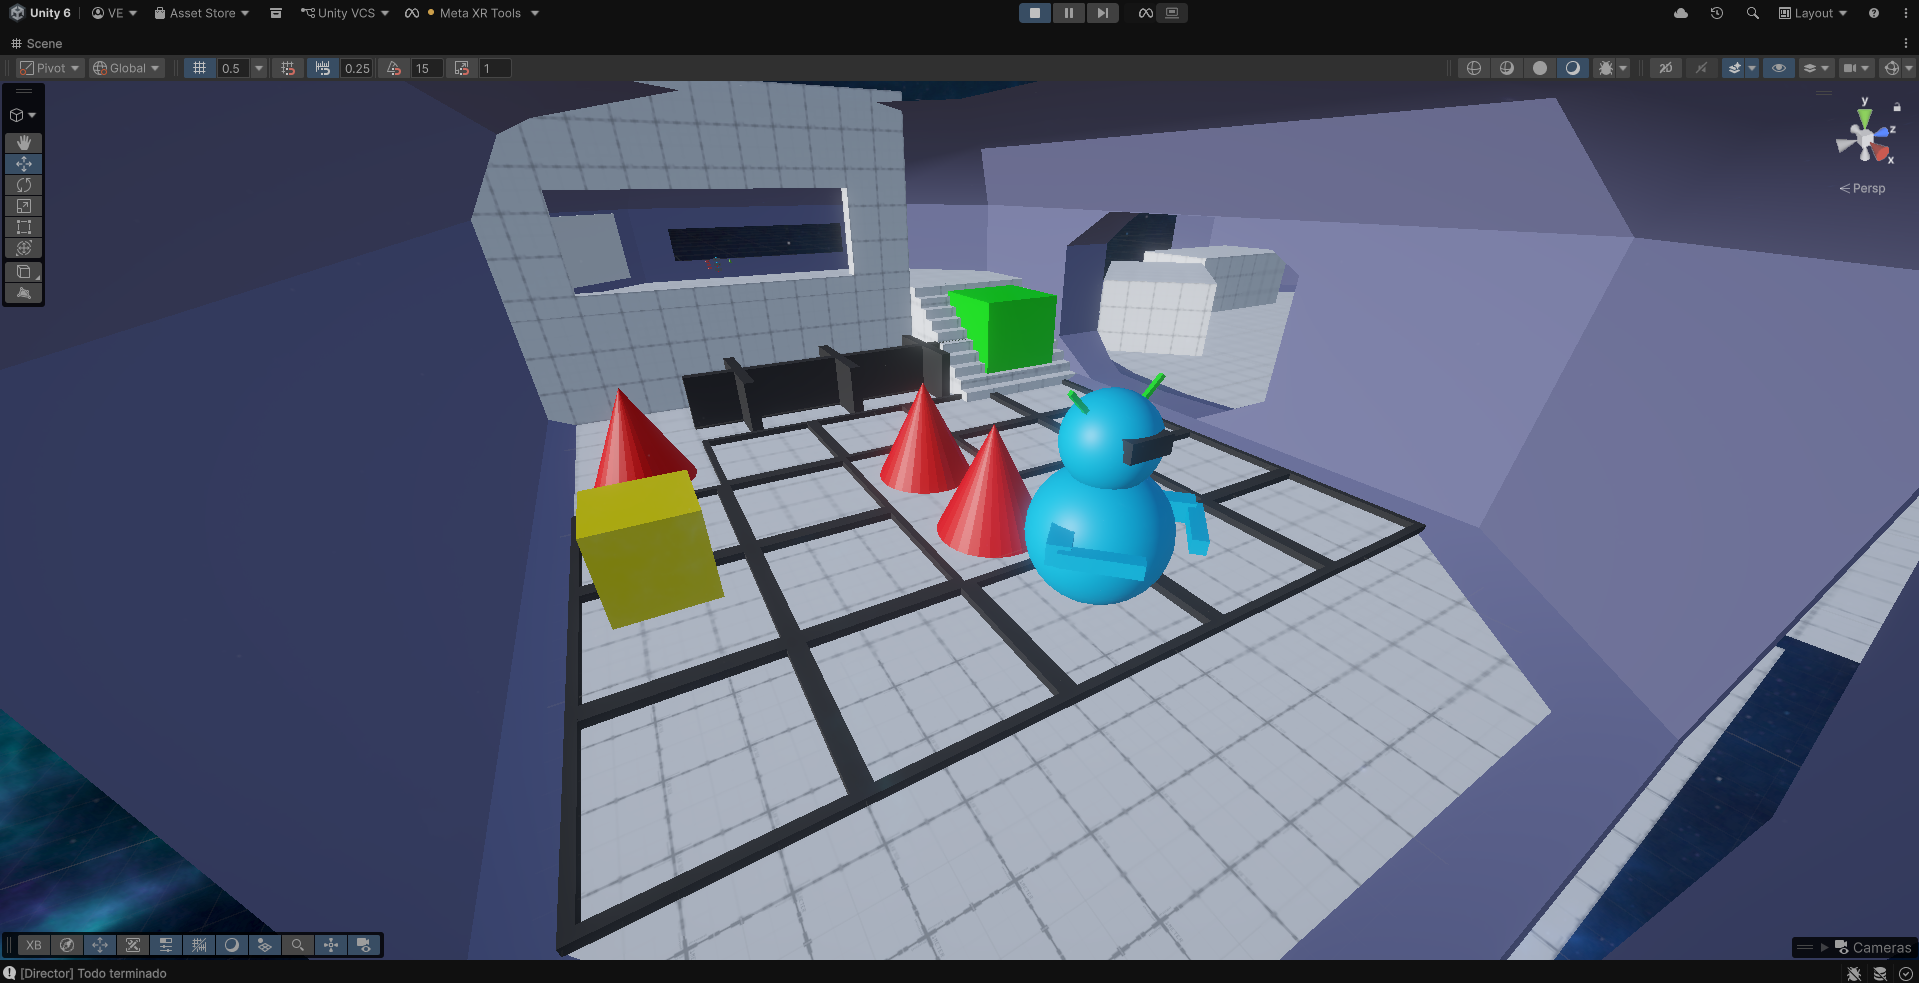 Unity 6 VE Asset Store Unity VCS Meta XR Tools Layout
Scene
Pivot Global 0.5 0.25 15 1 2D
y
z
x
Persp
XB
Cameras
[Director] Todo terminado